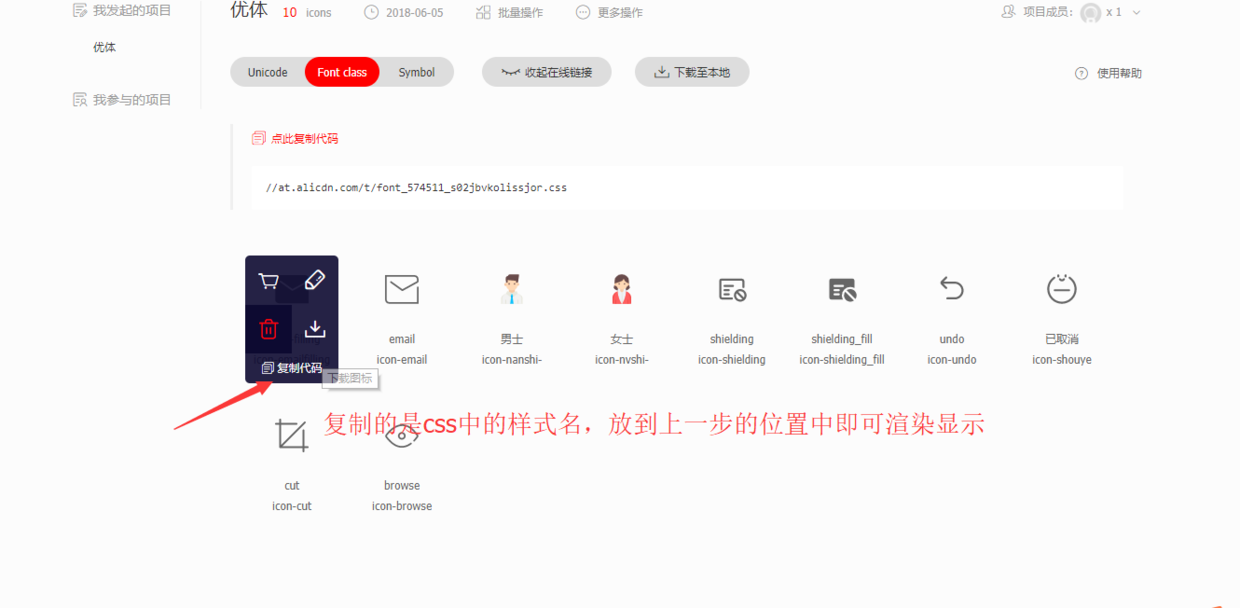 我发起的项目
优体
我参与的项目
优体 10 icons 2018-06-05 批量操作 更多操作 项目成员: x 1
Unicode Font class Symbol 收起在线链接 下载至本地 使用帮助
点此复制代码
//at.alicdn.com/t/font_574511_s02jbvkolissjor.css
email 男士 女士 shielding shielding_fill undo 已取消
icon-email icon-nanshi- icon-nvshi- icon-shielding icon-shielding_fill icon-undo icon-shouye
复制代码
下载图标
复制的是css中的样式名，放到上一步的位置中即可渲染显示
cut browse
icon-cut icon-browse